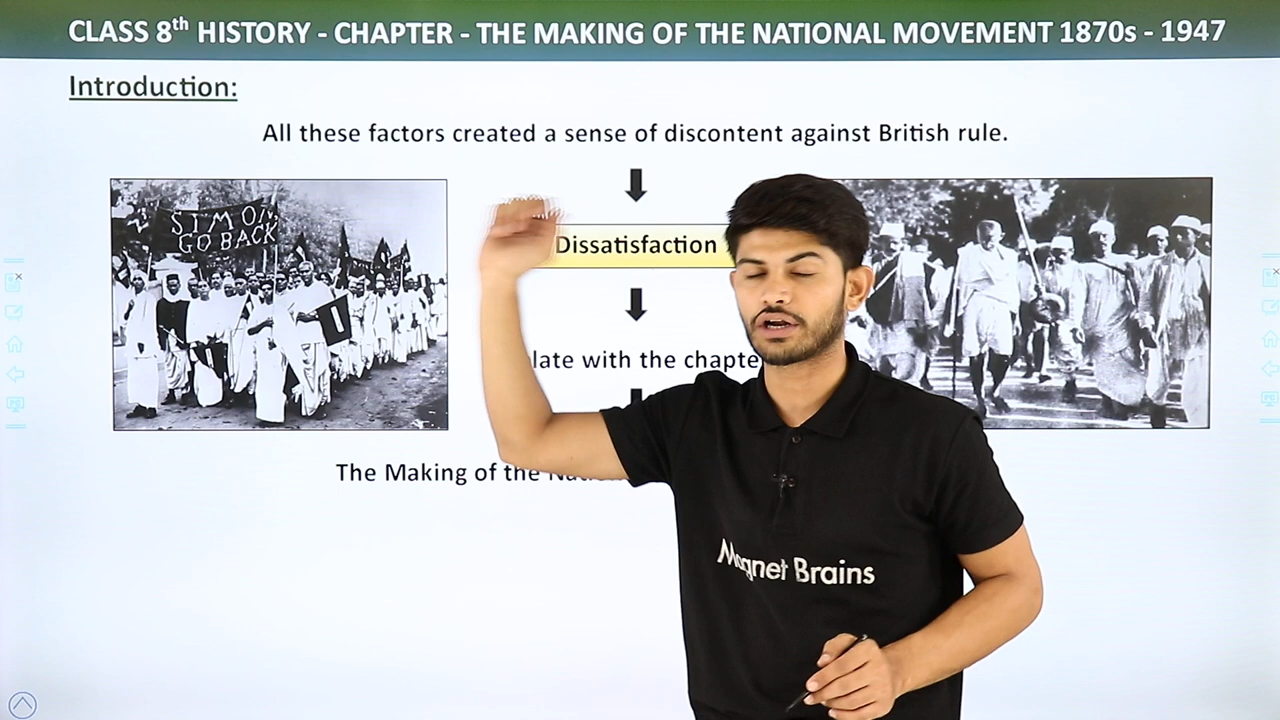 CLASS 8th HISTORY - CHAPTER - THE MAKING OF THE NATIONAL MOVEMENT 1870s - 1947
Introduction:
All these factors created a sense of discontent against British rule.
SIMON
GO BACK
Dissatisfaction
late with the chapte
The Making of the
Magnet Brains